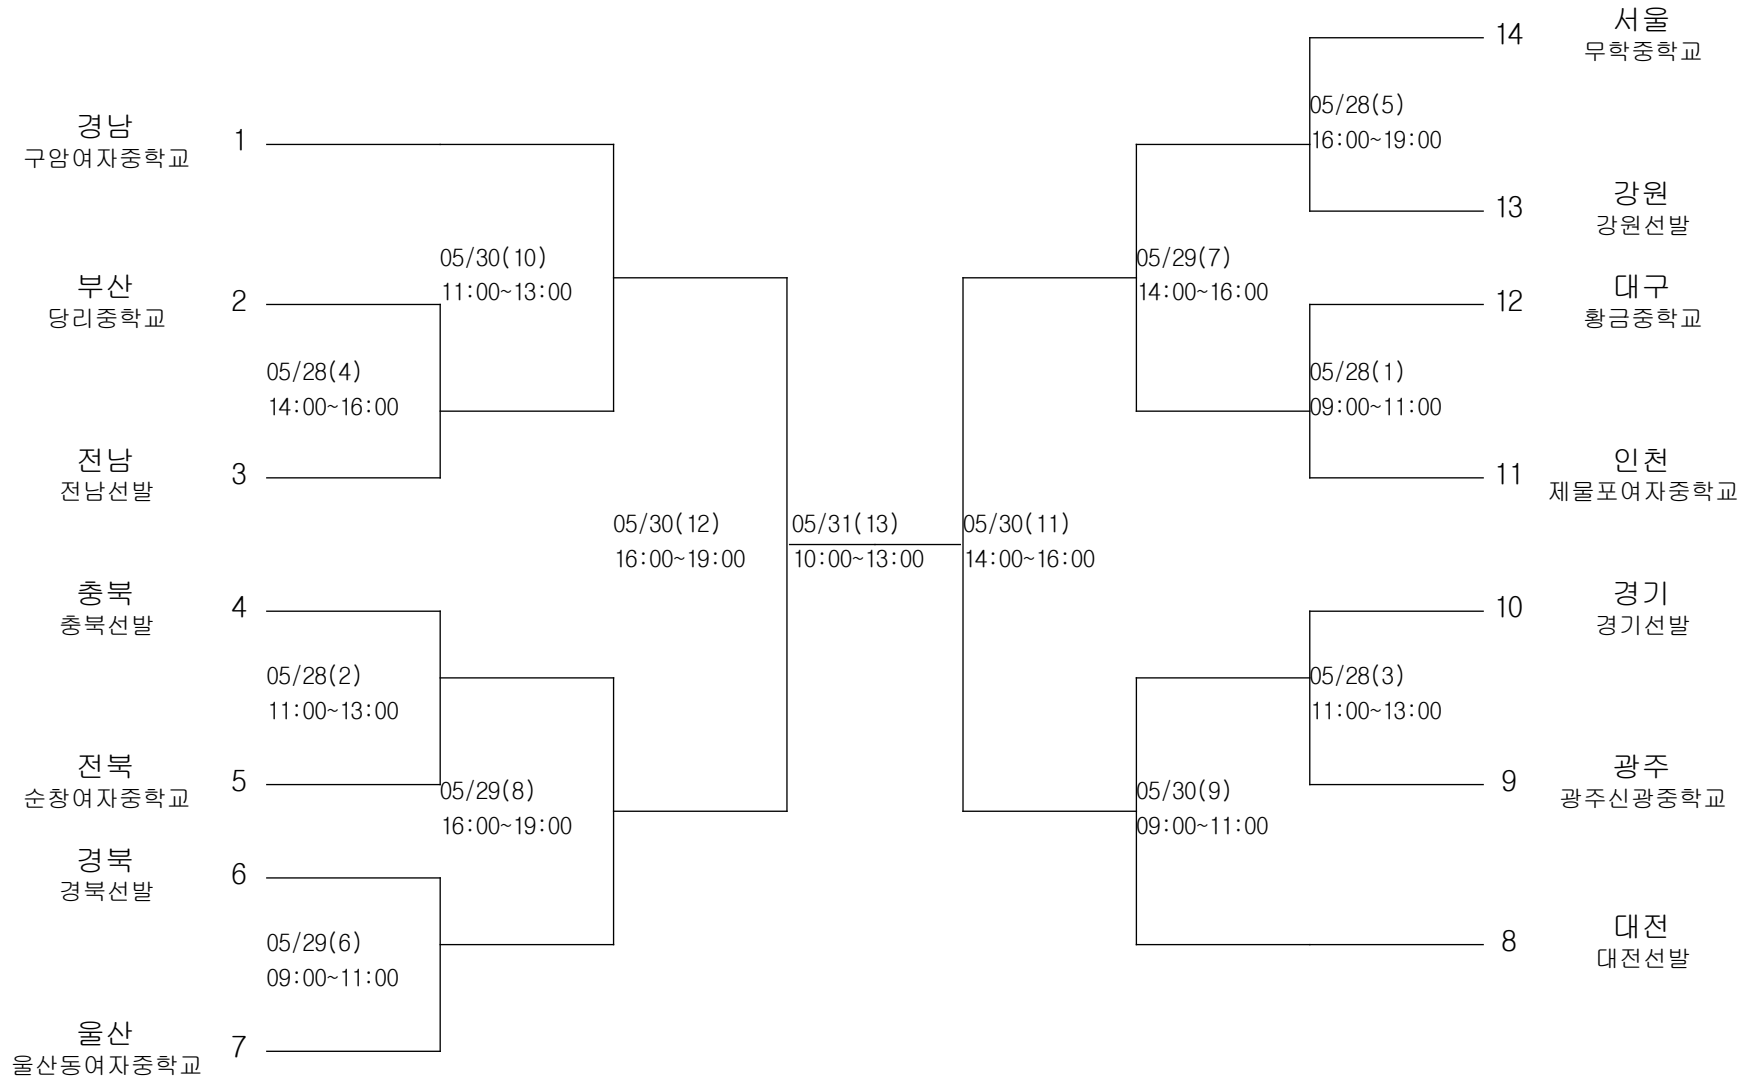 경남
구암여자중학교
1
부산
당리중학교
2
05/28(4)
14:00~16:00
전남
전남선발
3
05/30(10)
11:00~13:00
충북
충북선발
4
05/28(2)
11:00~13:00
전북
순창여자중학교
5
05/29(8)
16:00~19:00
경북
경북선발
6
05/29(6)
09:00~11:00
울산
울산동여자중학교
7
05/30(12)
16:00~19:00
05/31(13)
10:00~13:00
05/30(11)
14:00~16:00
14
서울
무학중학교
05/28(5)
16:00~19:00
13
강원
강원선발
05/29(7)
14:00~16:00
12
대구
황금중학교
05/28(1)
09:00~11:00
11
인천
제물포여자중학교
10
경기
경기선발
05/28(3)
11:00~13:00
9
광주
광주신광중학교
05/30(9)
09:00~11:00
8
대전
대전선발